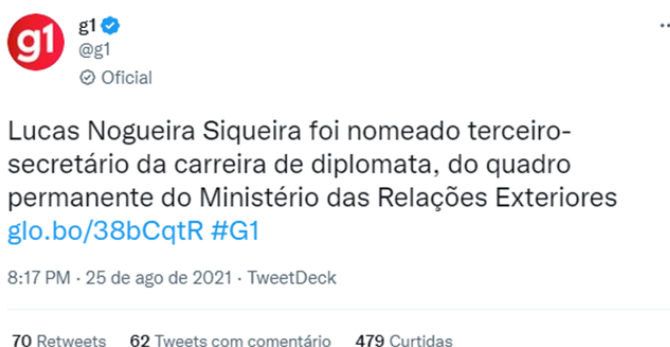 g1
g1
@g1
Oficial
Lucas Nogueira Siqueira foi nomeado terceiro-
secretário da carreira de diplomata, do quadro
permanente do Ministério das Relações Exteriores
glo.bo/38bCqtR #G1
8:17 PM · 25 de ago de 2021 · TweetDeck
70 Retweets 62 Tweets com comentário 479 Curtidas